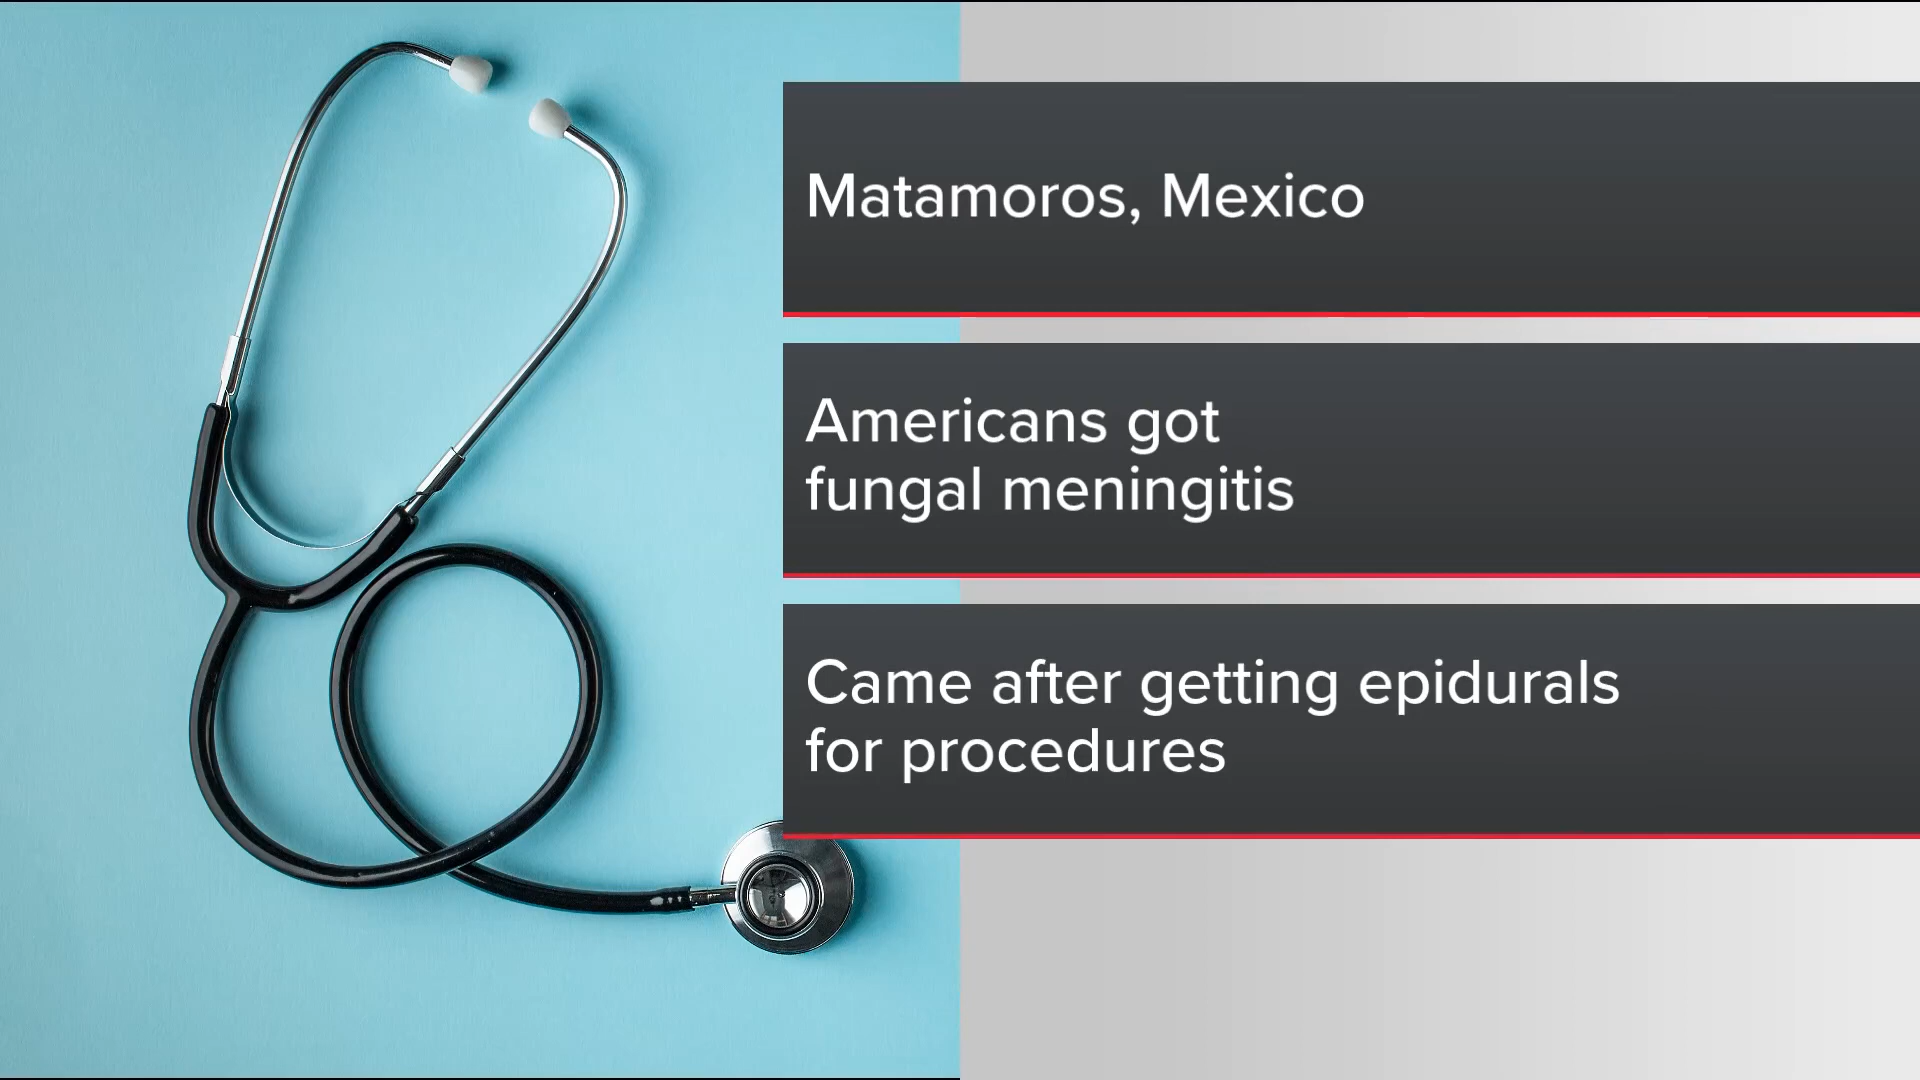 Matamoros, Mexico
Americans got
fungal meningitis
Came after getting epidurals
for procedures